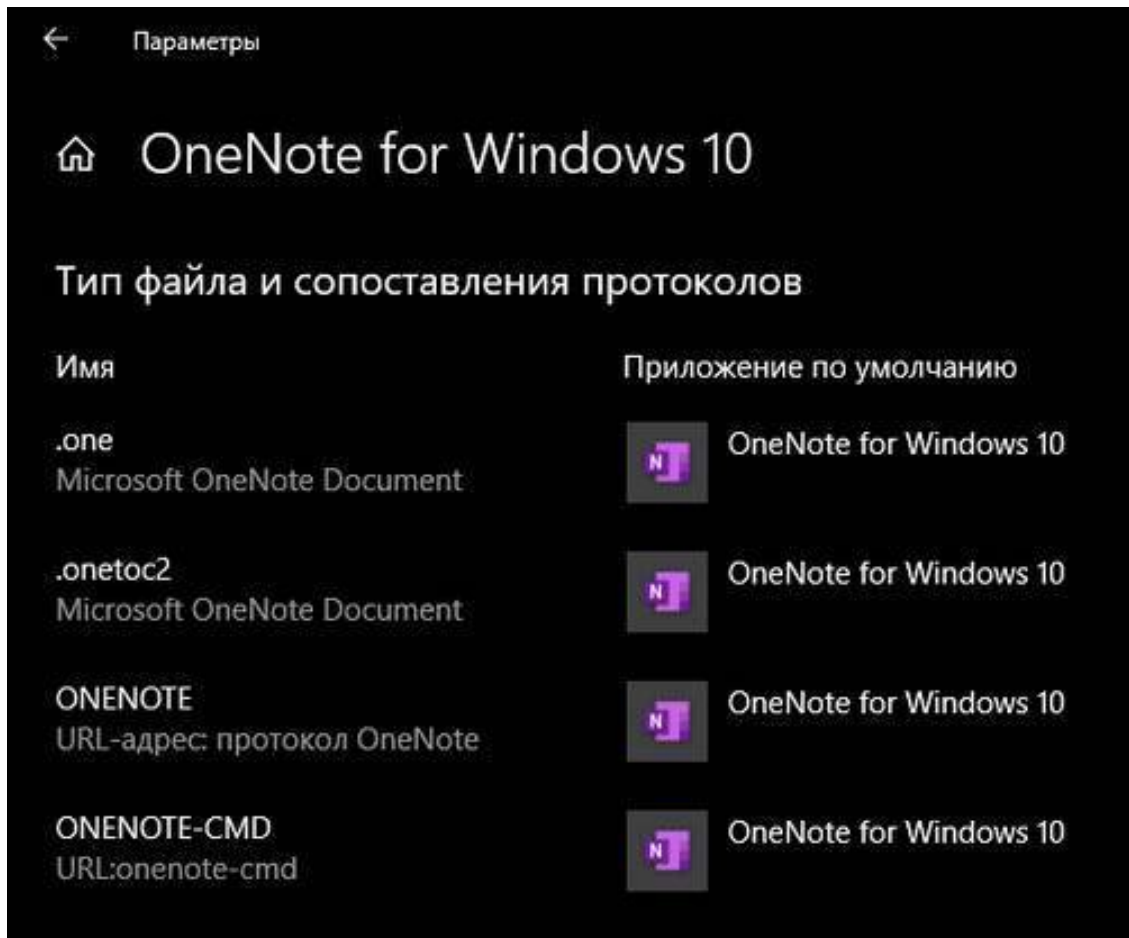 Параметры
OneNote for Windows 10
Тип файла и сопоставления протоколов
Имя
Приложение по умолчанию
.one
Microsoft OneNote Document
OneNote for Windows 10
.onetoc2
Microsoft OneNote Document
OneNote for Windows 10
ONENOTE
URL-адрес: протокол OneNote
OneNote for Windows 10
ONENOTE-CMD
URL:onenote-cmd
OneNote for Windows 10